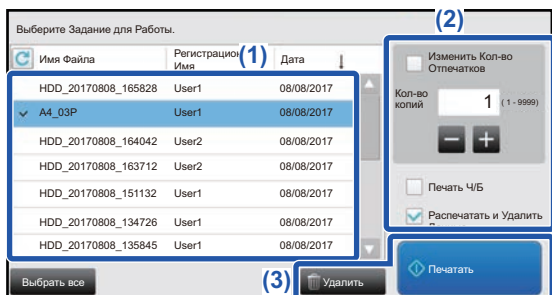 Выберите Задание для Работы.
(2)
Имя Файла Регистрацион Имя (1) Дата
HDD_20170808_165828 User1 08/08/2017
A4_03P User1 08/08/2017
HDD_20170808_164042 User2 08/08/2017
HDD_20170808_163712 User2 08/08/2017
HDD_20170808_151132 User1 08/08/2017
HDD_20170808_134726 User1 08/08/2017
HDD_20170808_135845 User1 08/08/2017
Изменить Кол-во
Отпечатков
Кол-во
копий 1 (1 - 9999)
Печать Ч/Б
Распечатать и Удалить
Выбрать все
(3)
Удалить
Печатать